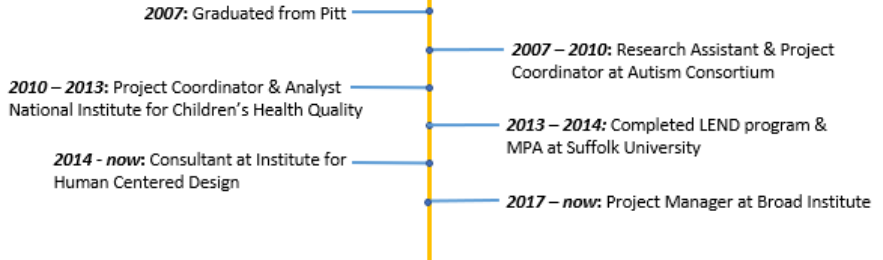 2007: Graduated from Pitt
2007 – 2010: Research Assistant & Project
Coordinator at Autism Consortium
2010 – 2013: Project Coordinator & Analyst
National Institute for Children’s Health Quality
2013 – 2014: Completed LEND program &
MPA at Suffolk University
2014 - now: Consultant at Institute for
Human Centered Design
2017 – now: Project Manager at Broad Institute